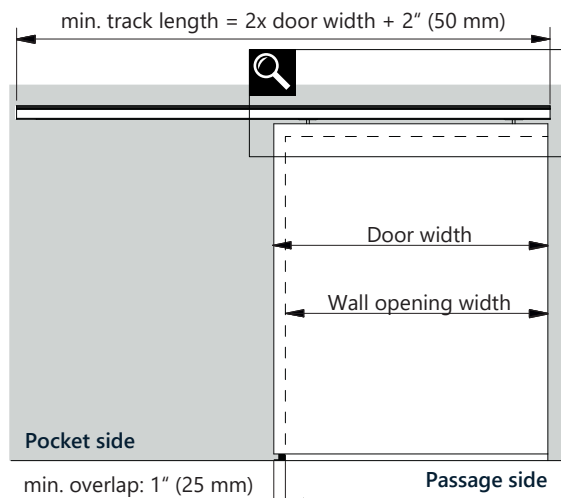 min. track length = 2x door width + 2“ (50 mm)
Door width
Wall opening width
Pocket side
min. overlap: 1“ (25 mm)
Passage side